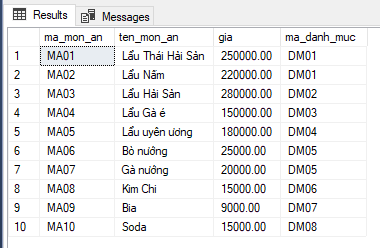 Results Messages
ma_mon_an ten_mon_an gia ma_danh_muc
1 MA01 Lẩu Thái Hải Sản 250000.00 DM01
2 MA02 Lẩu Nấm 220000.00 DM01
3 MA03 Lẩu Hải Sản 280000.00 DM02
4 MA04 Lẩu Gà é 150000.00 DM03
5 MA05 Lẩu uyên ương 180000.00 DM04
6 MA06 Bò nướng 25000.00 DM05
7 MA07 Gà nướng 20000.00 DM05
8 MA08 Kim Chi 15000.00 DM06
9 MA09 Bia 9000.00 DM07
10 MA10 Soda 15000.00 DM08